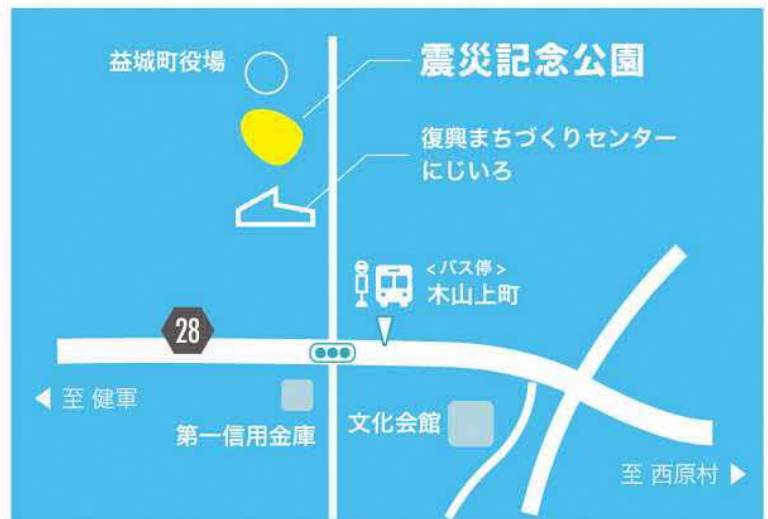 益城町役場
震災記念公園
復興まちづくりセンター
にじいろ
<バス停>
木山上町
28
至 健軍
第一信用金庫
文化会館
至 西原村